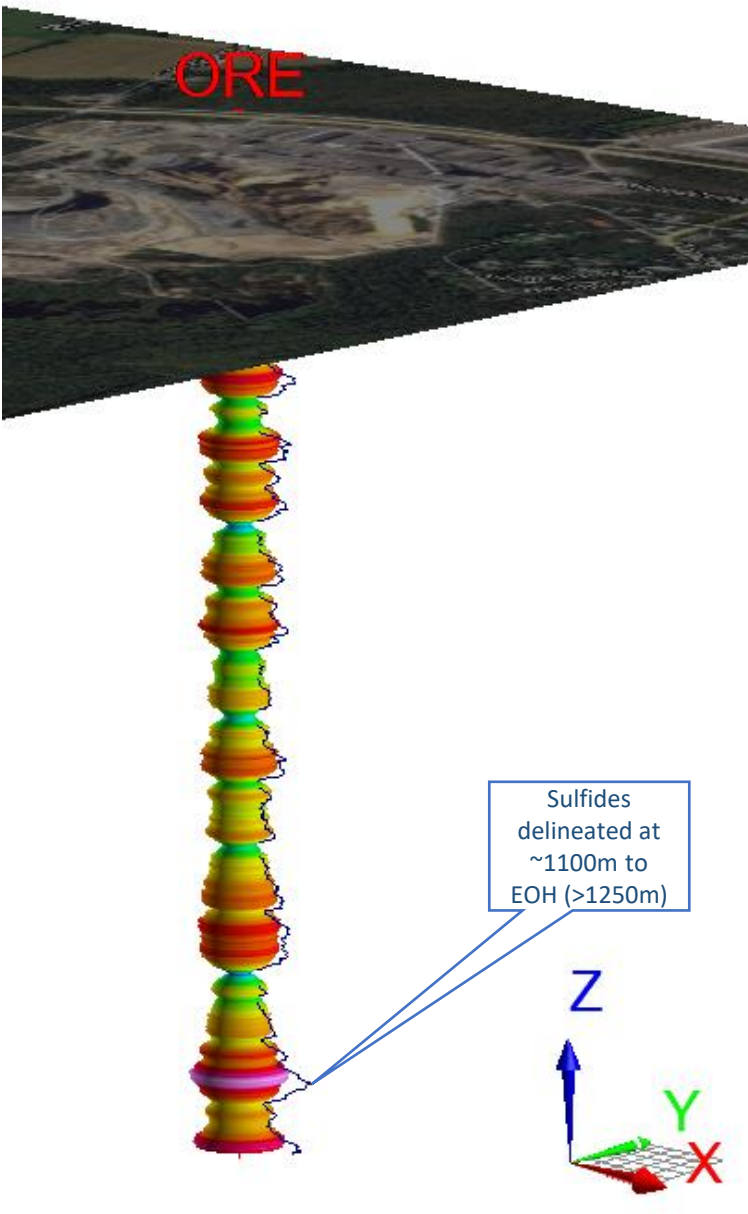 ORE
Sulfides
delineated at
~1100m to
EOH (>1250m)
Z
Y
X